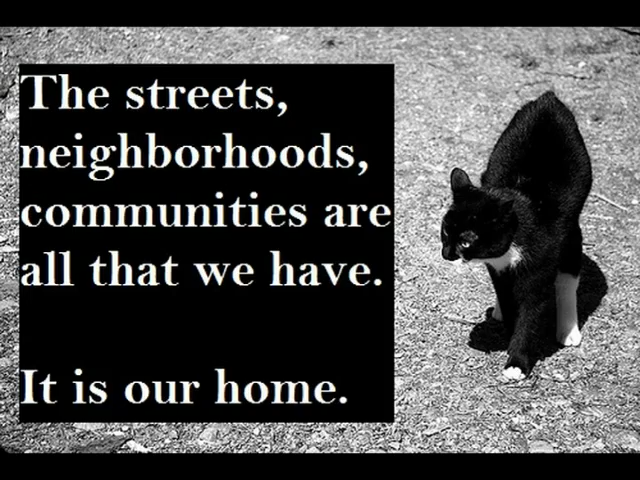 The streets,
neighborhoods,
communities are
all that we have.
It is our home.